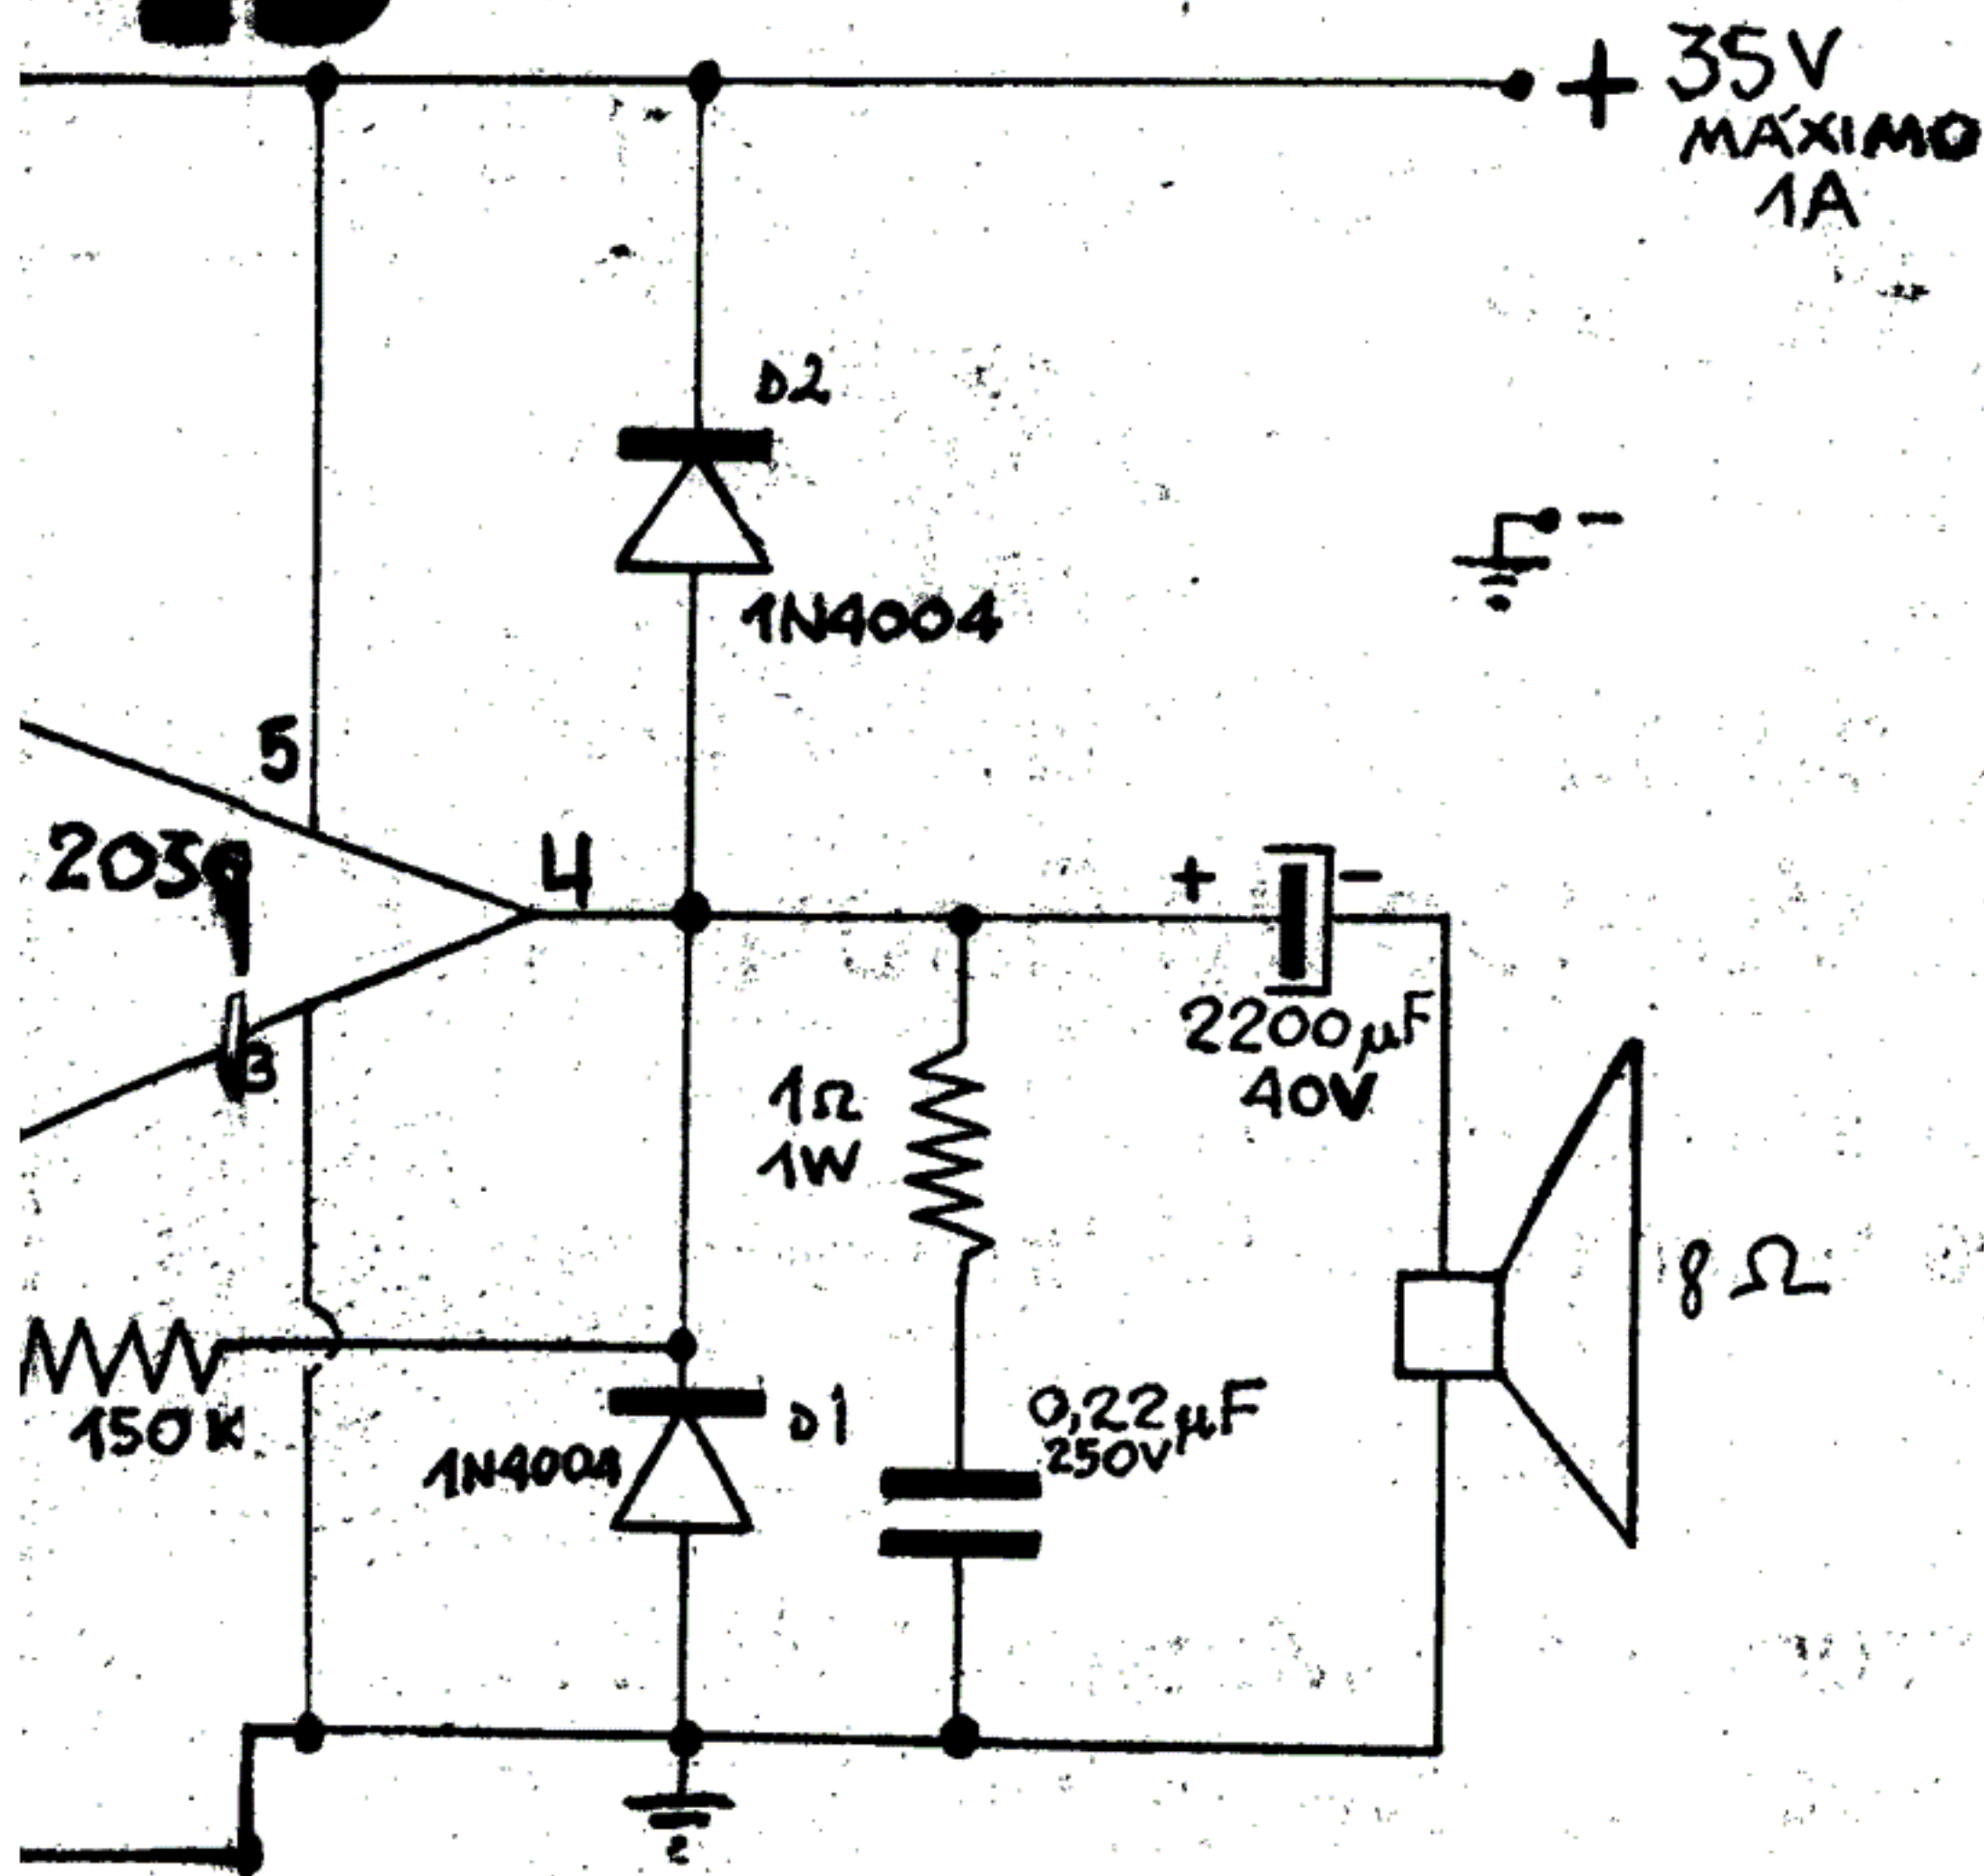 + 35V
MÁXIMO
1A
D2
1N4004
-
5
2030
4
+ -
2200µF
40V
3
1Ω
1W
8Ω
150K
1N4004
D1
0,22µF
250V